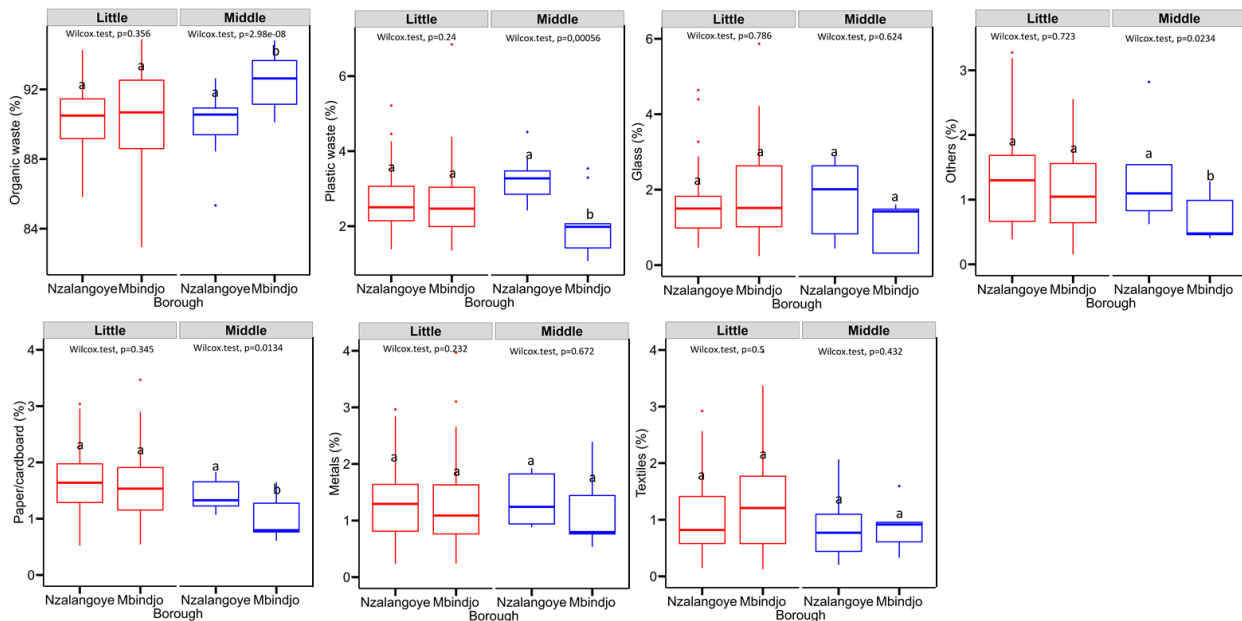 Little Middle
Wilcox.test, p=0.356 Wilcox.test, p=2.98e-08
a a a b
Organic waste (%)
92
88
84
Nzalangoye Mbindjo Nzalangoye Mbindjo
Borough
Little Middle
Wilcox.test, p=0.24 Wilcox.test, p=0,00056
a a a b
Plastic waste (%)
6
4
2
Nzalangoye Mbindjo Nzalangoye Mbindjo
Borough
Little Middle
Wilcox.test, p=0.786 Wilcox.test, p=0.624
a a a a
Glass (%)
6
4
2
0
Nzalangoye Mbindjo Nzalangoye Mbindjo
Borough
Little Middle
Wilcox.test, p=0.723 Wilcox.test, p=0.0234
a a a b
Others (%)
3
2
1
0
Nzalangoye Mbindjo Nzalangoye Mbindjo
Borough
Little Middle
Wilcox.test, p=0.345 Wilcox.test, p=0.0134
a a a b
Paper/cardboard (%)
4
3
2
1
0
Nzalangoye Mbindjo Nzalangoye Mbindjo
Borough
Little Middle
Wilcox.test, p=0.232 Wilcox.test, p=0.672
a a a a
Metals (%)
4
3
2
1
0
Nzalangoye Mbindjo Nzalangoye Mbindjo
Borough
Little Middle
Wilcox.test, p=0.5 Wilcox.test, p=0.432
a a a a
Textiles (%)
4
3
2
1
0
Nzalangoye Mbindjo Nzalangoye Mbindjo
Borough